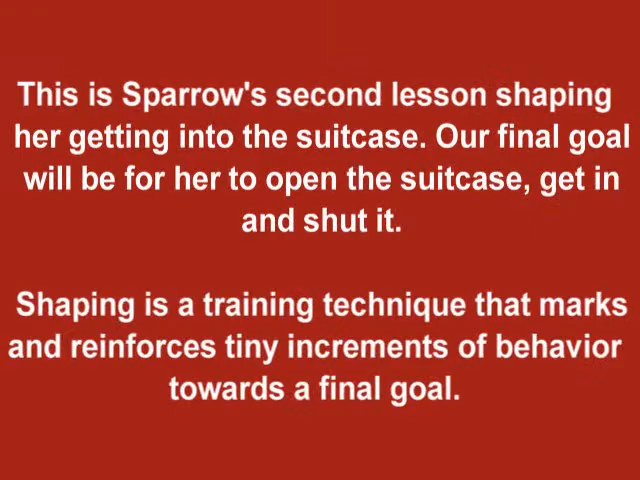 This is Sparrow's second lesson shaping
her getting into the suitcase. Our final goal
will be for her to open the suitcase, get in
and shut it.
Shaping is a training technique that marks
and reinforces tiny increments of behavior
towards a final goal.